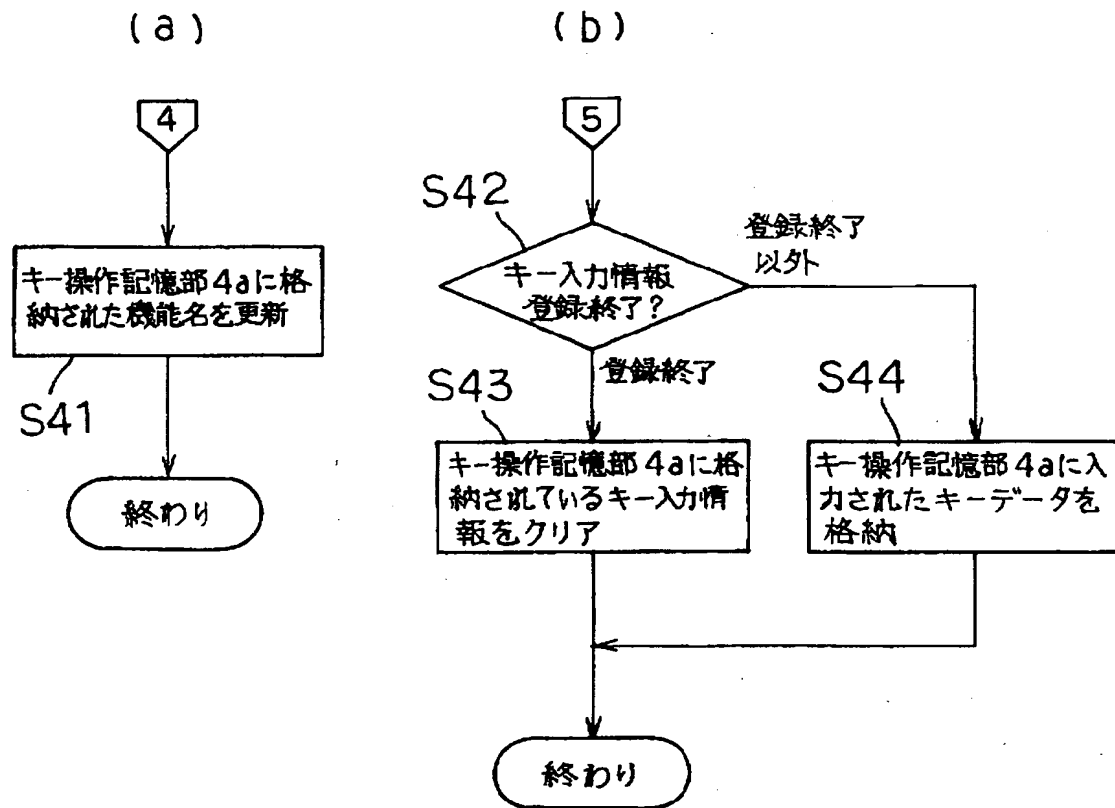 (a)
4
キー操作記憶部4aに格
納された機能名を更新
S41
終わり
(b)
5
S42
キー入力情報
登録終了?
登録終了
以外
登録終了
S43
キー操作記憶部4aに格
納されているキー入力情
報をクリア
S44
キー操作記憶部4aに入
力されたキーデータを
格納
終わり